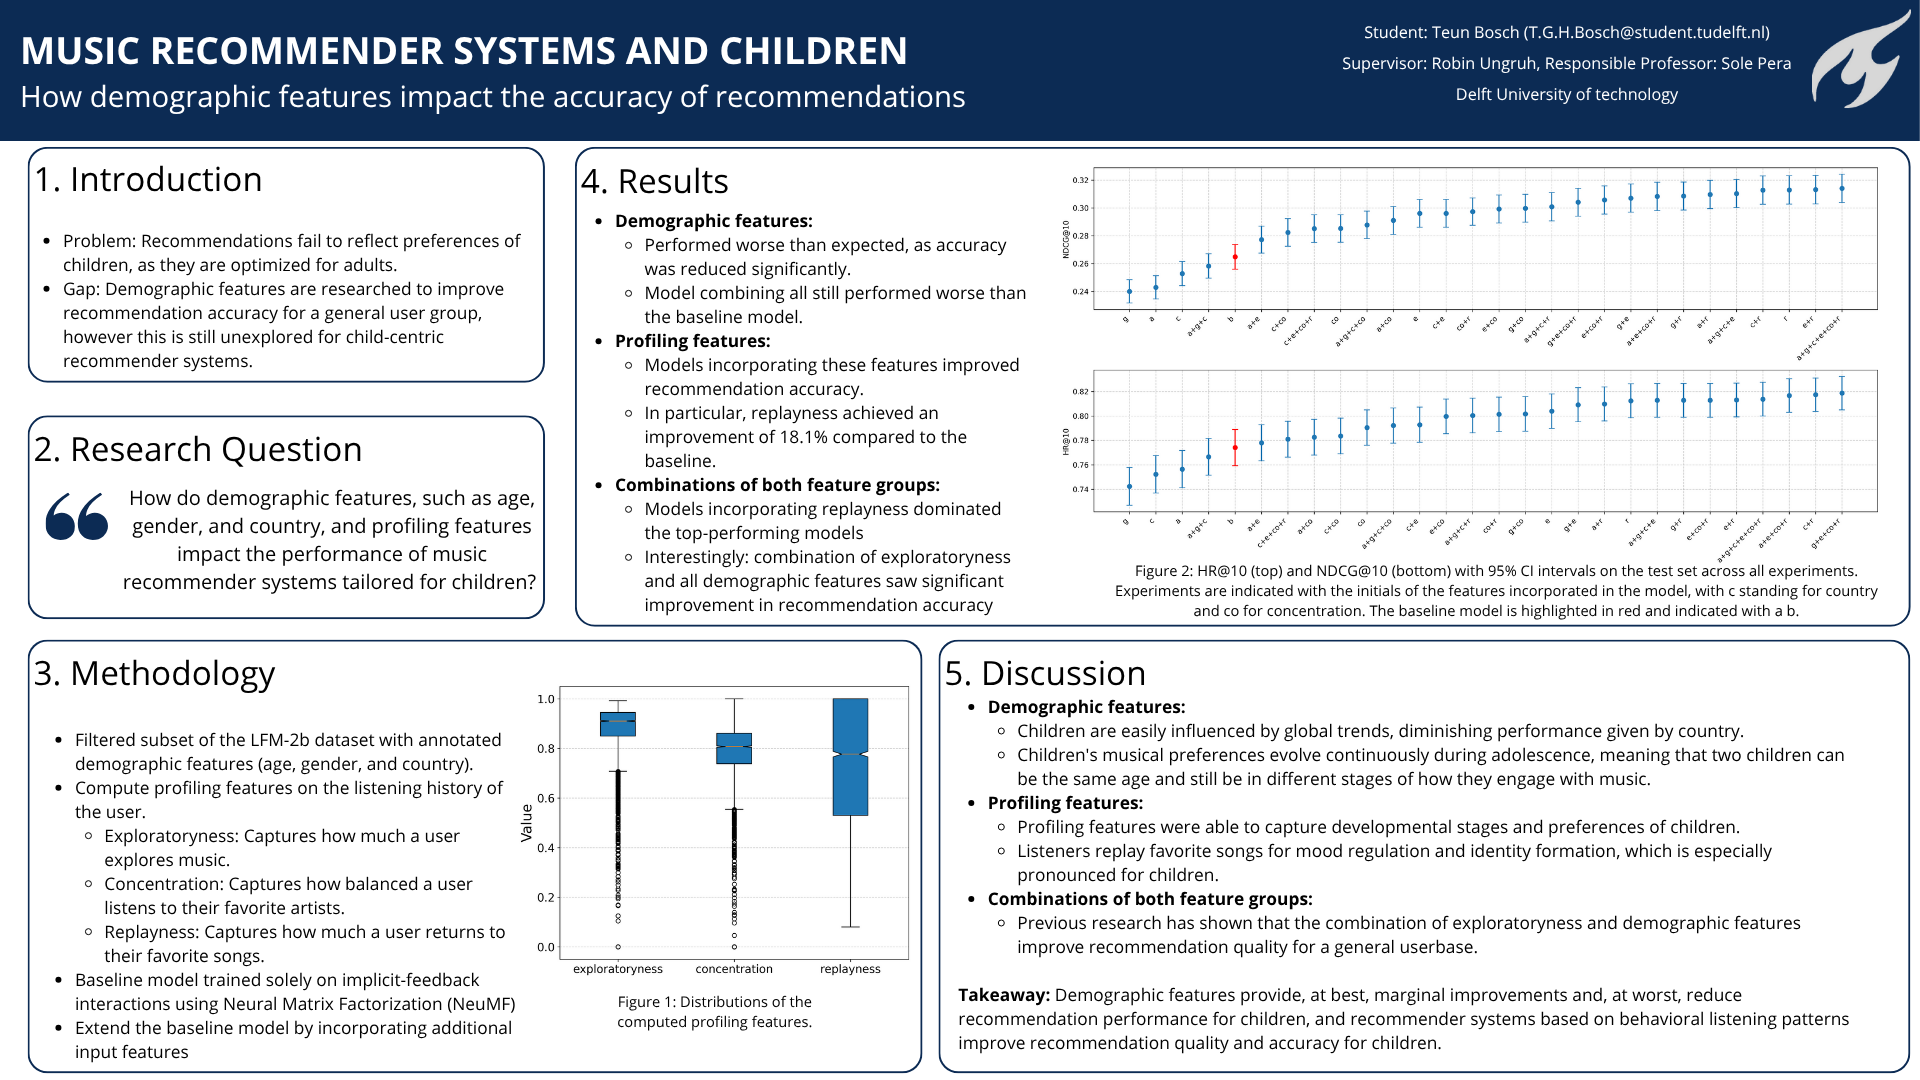 MUSIC RECOMMENDER SYSTEMS AND CHILDREN
How demographic features impact the accuracy of recommendations
Student: Teun Bosch (T.G.H.Bosch@student.tudelft.nl)
Supervisor: Robin Ungruh, Responsible Professor: Sole Pera
Delft University of technology
1. Introduction
• Problem: Recommendations fail to reflect preferences of
children, as they are optimized for adults.
• Gap: Demographic features are researched to improve
recommendation accuracy for a general user group,
however this is still unexplored for child-centric
recommender systems.
2. Research Question
How do demographic features, such as age,
gender, and country, and profiling features
impact the performance of music
recommender systems tailored for children?
3. Methodology
• Filtered subset of the LFM-2b dataset with annotated
demographic features (age, gender, and country).
• Compute profiling features on the listening history of
the user.
◦ Exploratoryness: Captures how much a user
explores music.
◦ Concentration: Captures how balanced a user
listens to their favorite artists.
◦ Replayness: Captures how much a user returns to
their favorite songs.
• Baseline model trained solely on implicit-feedback
interactions using Neural Matrix Factorization (NeuMF)
• Extend the baseline model by incorporating additional
input features
Value
1.0
0.8
0.6
0.4
0.2
0.0
exploratoryness concentration replayness
Figure 1: Distributions of the
computed profiling features.
4. Results
• Demographic features:
◦ Performed worse than expected, as accuracy
was reduced significantly.
◦ Model combining all still performed worse than
the baseline model.
• Profiling features:
◦ Models incorporating these features improved
recommendation accuracy.
◦ In particular, replayness achieved an
improvement of 18.1% compared to the
baseline.
• Combinations of both feature groups:
◦ Models incorporating replayness dominated
the top-performing models
◦ Interestingly: combination of exploratoryness
and all demographic features saw significant
improvement in recommendation accuracy
NDCG@10
0.32
0.30
0.28
0.26
0.24
g a c a+g+c b a+e c+co c+e+co+r co a+g+c+co a+co e c+e co+r e+co g+co a+g+c+r g+e+co+r e+co+r g+e a+e+co+r g+r a+r a+g+c+e c+r r e+r a+g+c+e+co+r
HR@10
0.82
0.80
0.78
0.76
0.74
g c a a+g+c b a+e c+e+co+r a+co c+co co a+g+c+co c+e e+co a+g+c+r co+r g+co e g+e a+r r a+g+c+e g+r e+co+r e+r a+g+c+e+co+r a+e+co+r c+r g+e+co+r
Figure 2: HR@10 (top) and NDCG@10 (bottom) with 95% CI intervals on the test set across all experiments.
Experiments are indicated with the initials of the features incorporated in the model, with c standing for country
and co for concentration. The baseline model is highlighted in red and indicated with a b.
5. Discussion
• Demographic features:
◦ Children are easily influenced by global trends, diminishing performance given by country.
◦ Children's musical preferences evolve continuously during adolescence, meaning that two children can
be the same age and still be in different stages of how they engage with music.
• Profiling features:
◦ Profiling features were able to capture developmental stages and preferences of children.
◦ Listeners replay favorite songs for mood regulation and identity formation, which is especially
pronounced for children.
• Combinations of both feature groups:
◦ Previous research has shown that the combination of exploratoryness and demographic features
improve recommendation quality for a general userbase.
Takeaway: Demographic features provide, at best, marginal improvements and, at worst, reduce
recommendation performance for children, and recommender systems based on behavioral listening patterns
improve recommendation quality and accuracy for children.